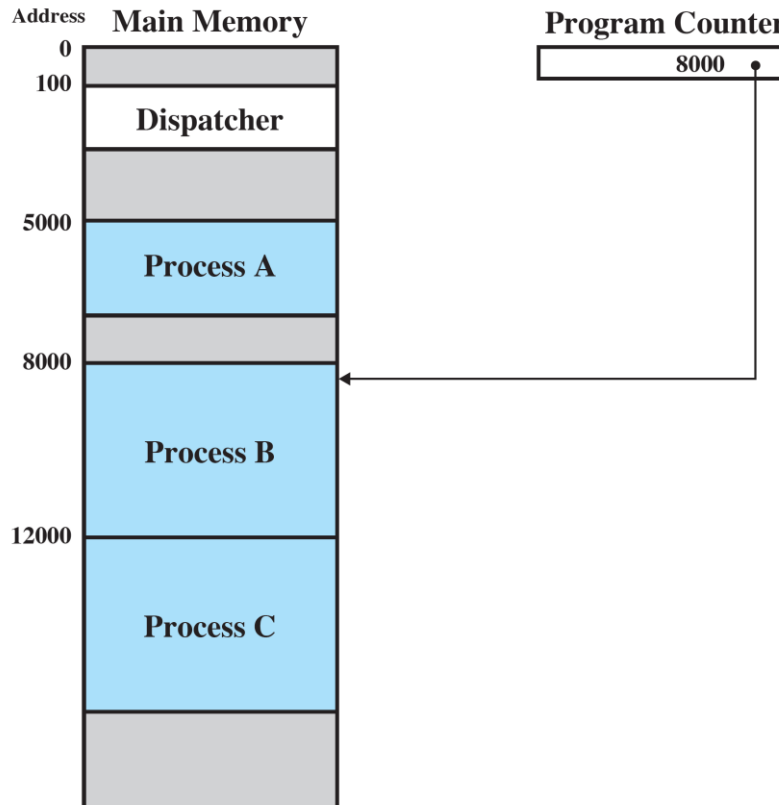 Address
Main Memory
Program Counter
0
8000
100
Dispatcher
5000
Process A
8000
Process B
12000
Process C